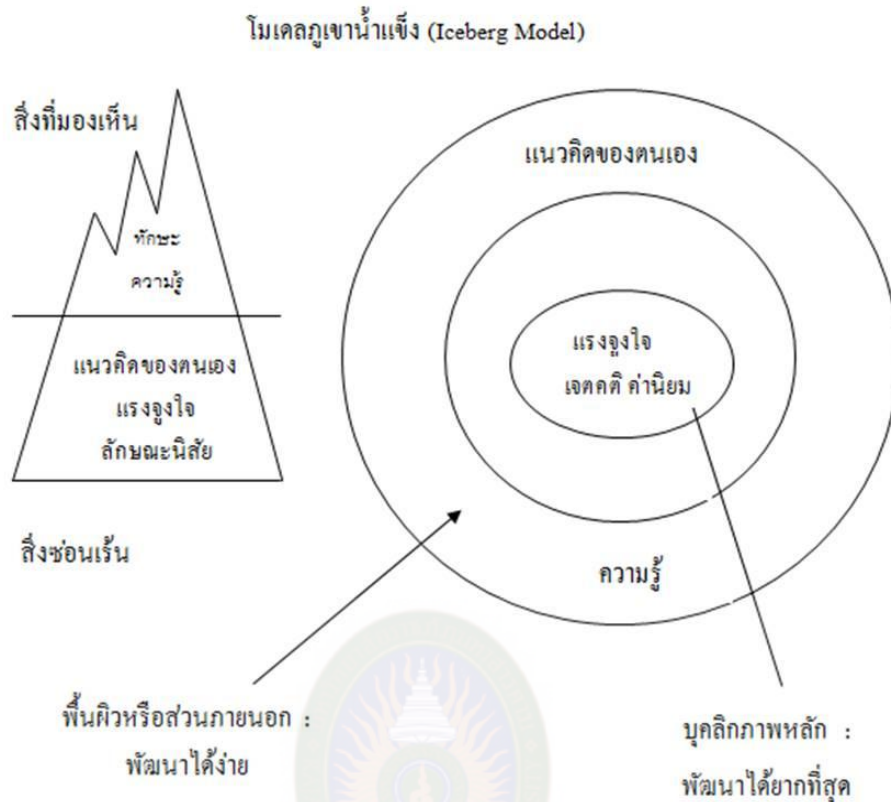 โมเดลภูเขาน้ำแข็ง (Iceberg Model)
สิ่งที่มองเห็น
ทักษะ
ความรู้
แนวคิดของตนเอง
แรงจูงใจ
ลักษณะนิสัย
สิ่งซ่อนเร้น
แนวคิดของตนเอง
แรงจูงใจ
เจตคติ ค่านิยม
ความรู้
พื้นผิวหรือส่วนภายนอก :
พัฒนาได้ง่าย
บุคลิกภาพหลัก :
พัฒนาได้ยากที่สุด